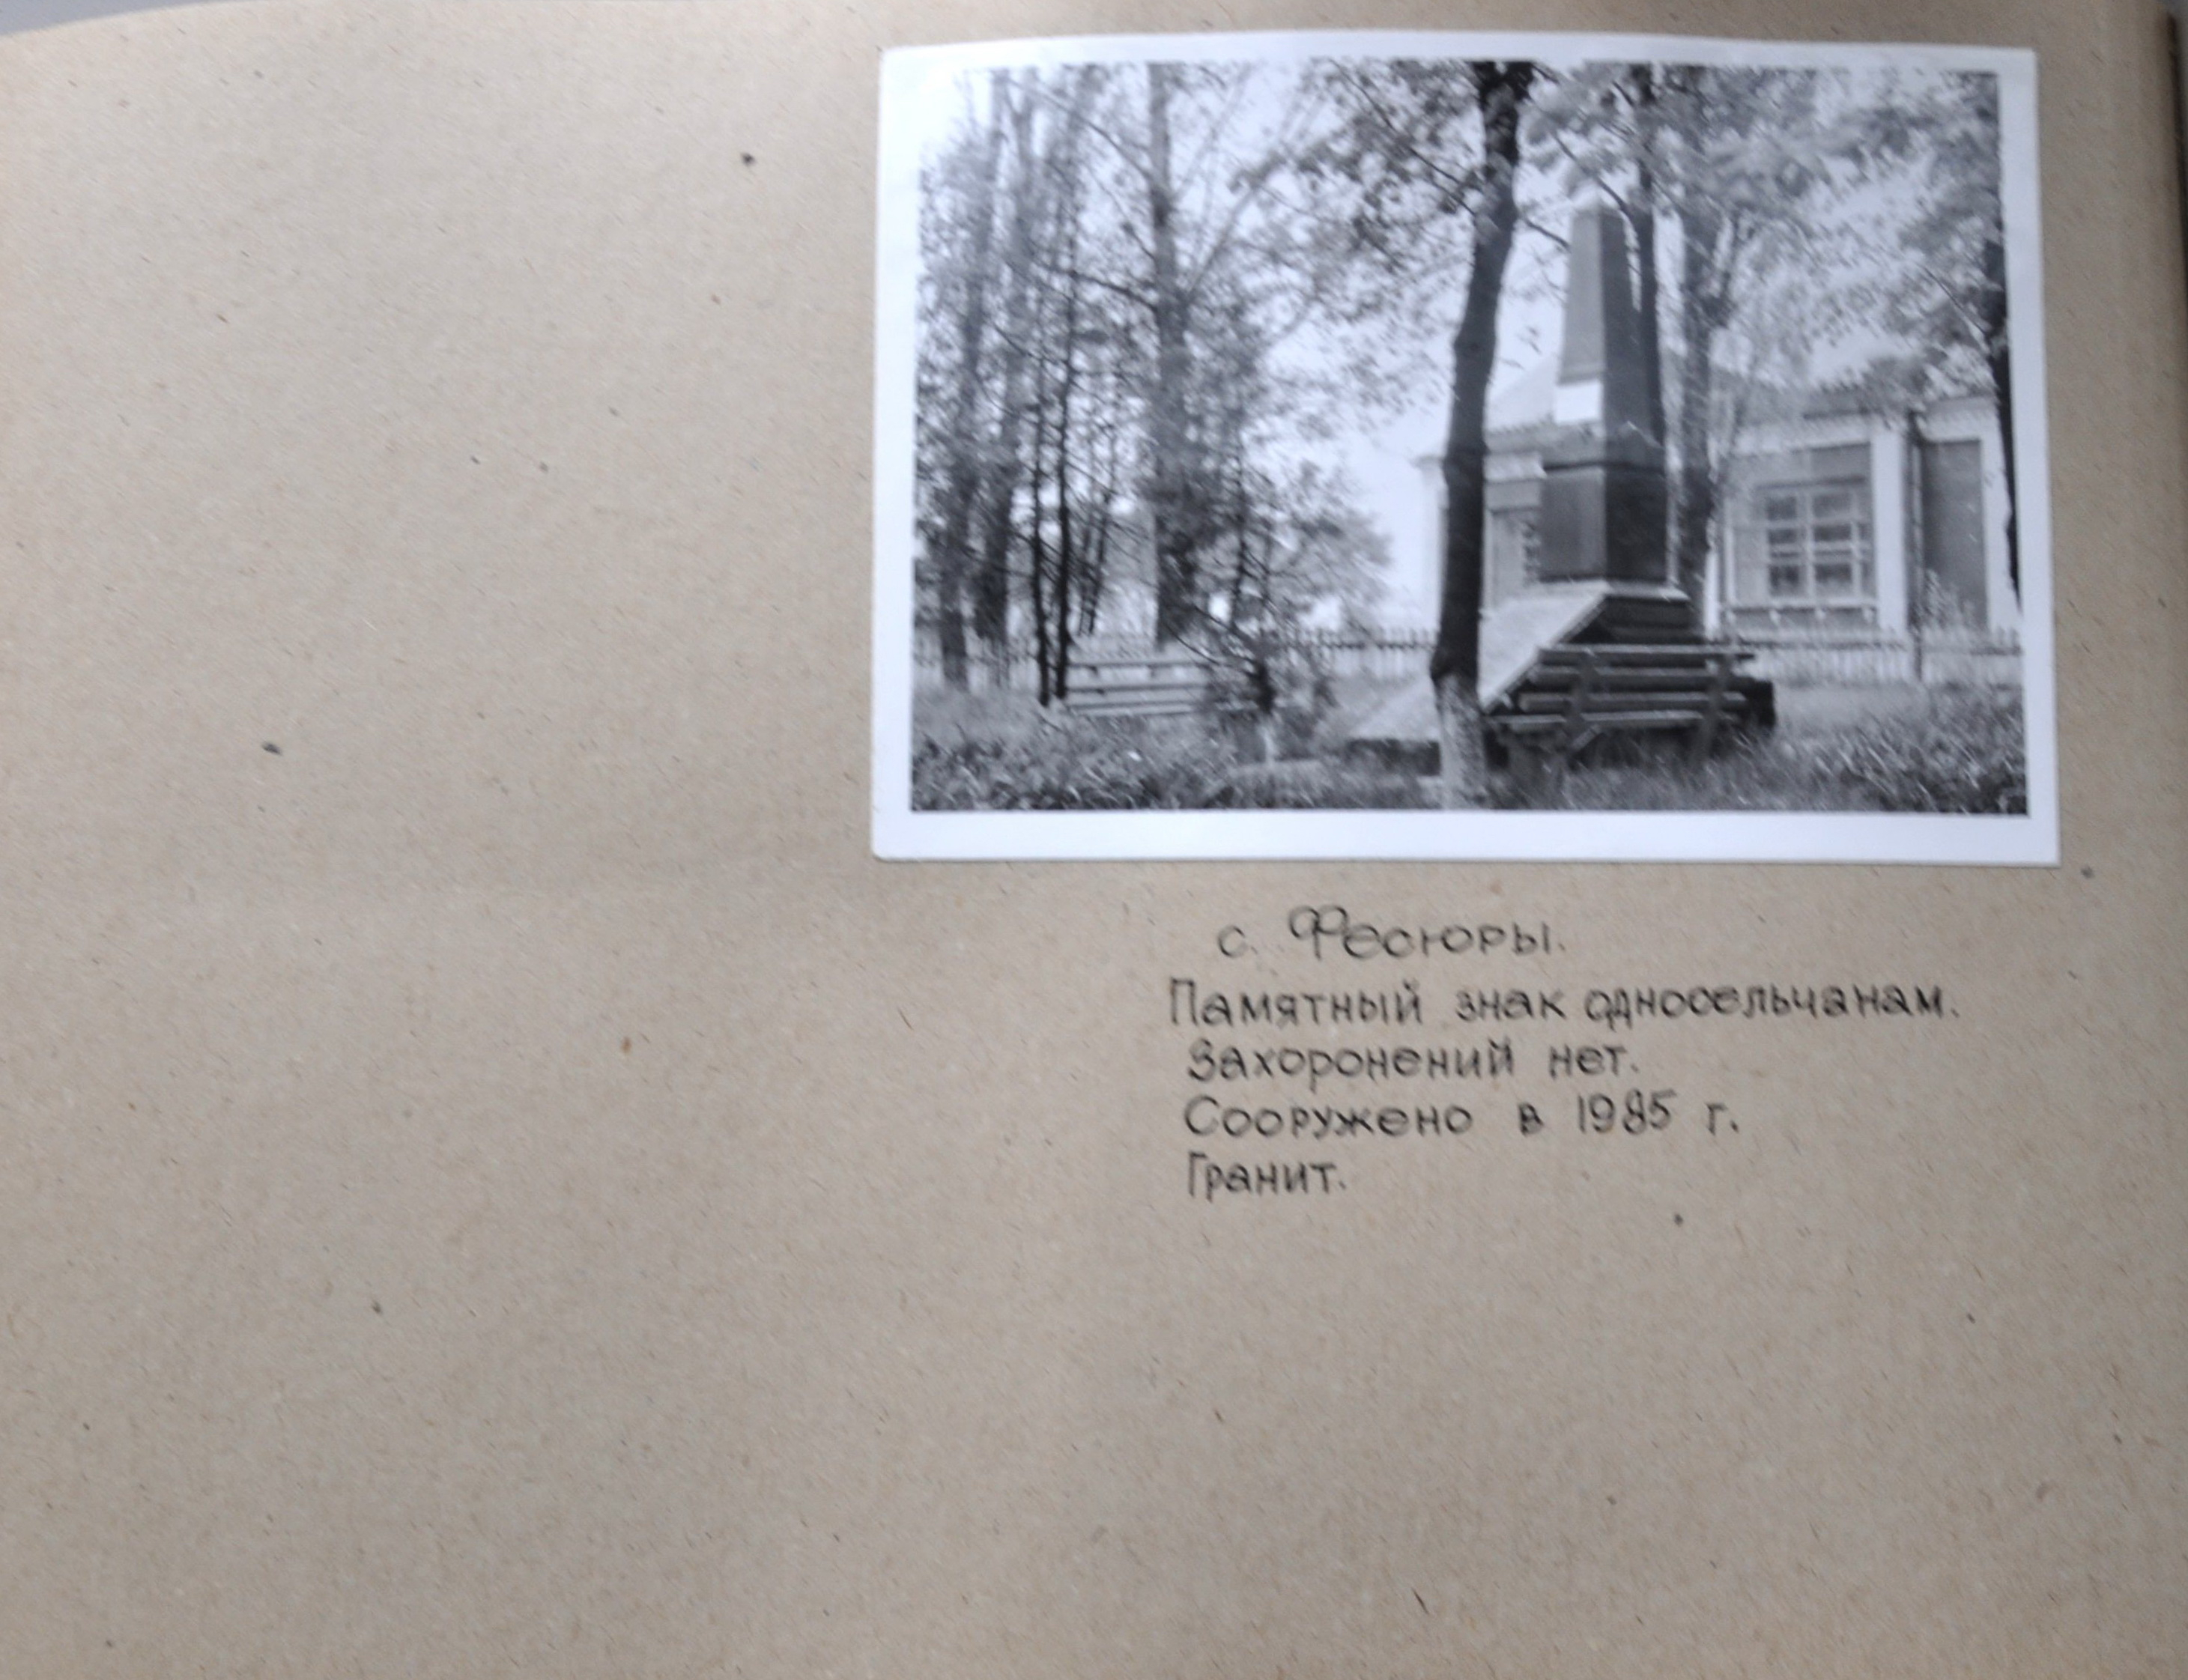 с. Фесюры.
Памятный знак односельчанам.
Захоронений нет.
Сооружено в 1985 г.
Гранит.